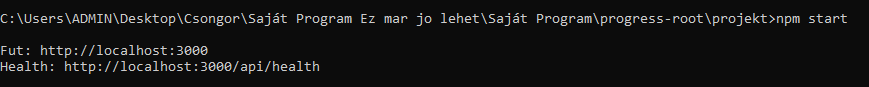 C:\Users\ADMIN\Desktop\Csongor\Saját Program Ez mar jo lehet\Saját Program\progress-root\projekt>npm start
Fut: http://localhost:3000
Health: http://localhost:3000/api/health